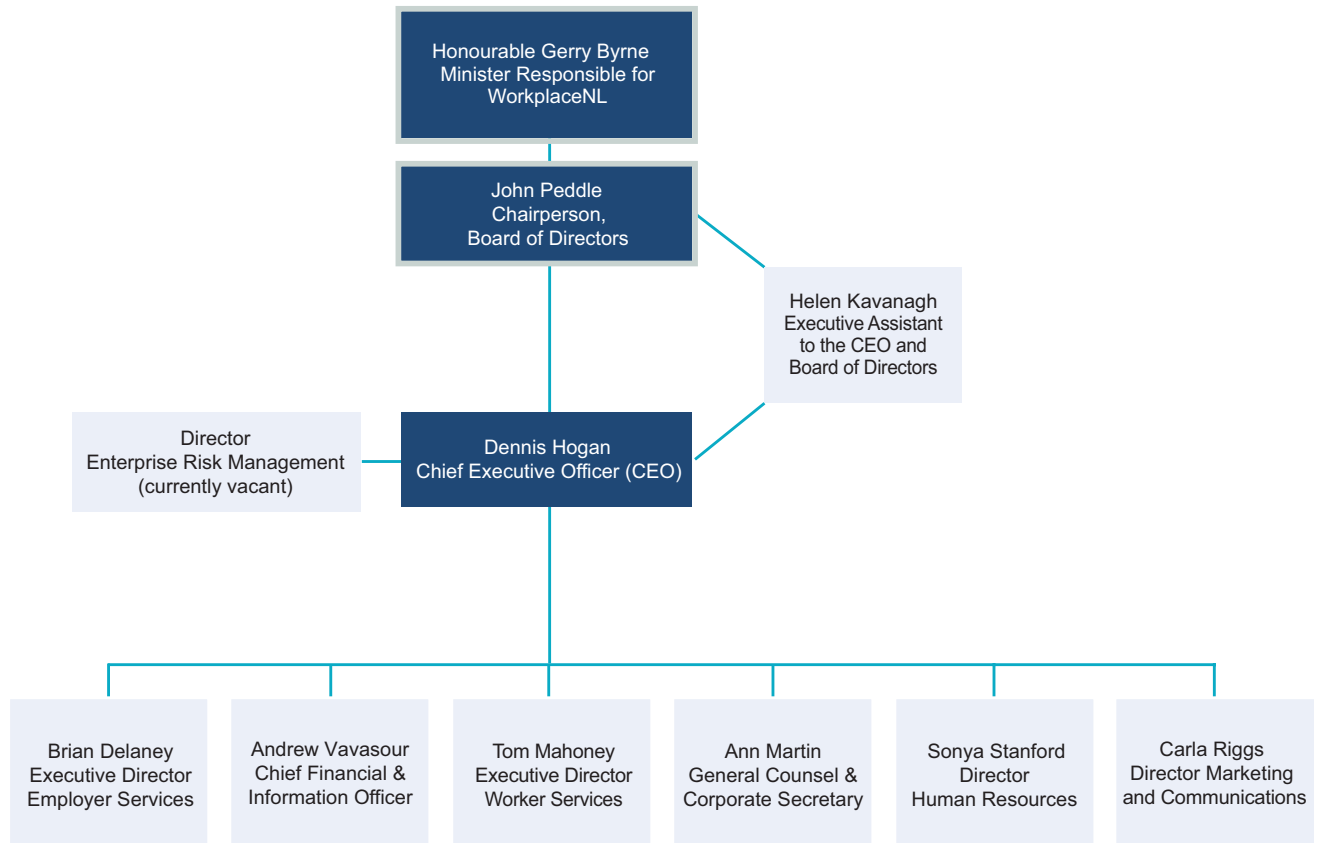 Honourable Gerry Byrne
Minister Responsible for
WorkplaceNL
John Peddle
Chairperson,
Board of Directors
Helen Kavanagh
Executive Assistant
to the CEO and
Board of Directors
Director
Enterprise Risk Management
(currently vacant)
Dennis Hogan
Chief Executive Officer (CEO)
Brian Delaney
Executive Director
Employer Services
Andrew Vavasour
Chief Financial &
Information Officer
Tom Mahoney
Executive Director
Worker Services
Ann Martin
General Counsel &
Corporate Secretary
Sonya Stanford
Director
Human Resources
Carla Riggs
Director Marketing
and Communications